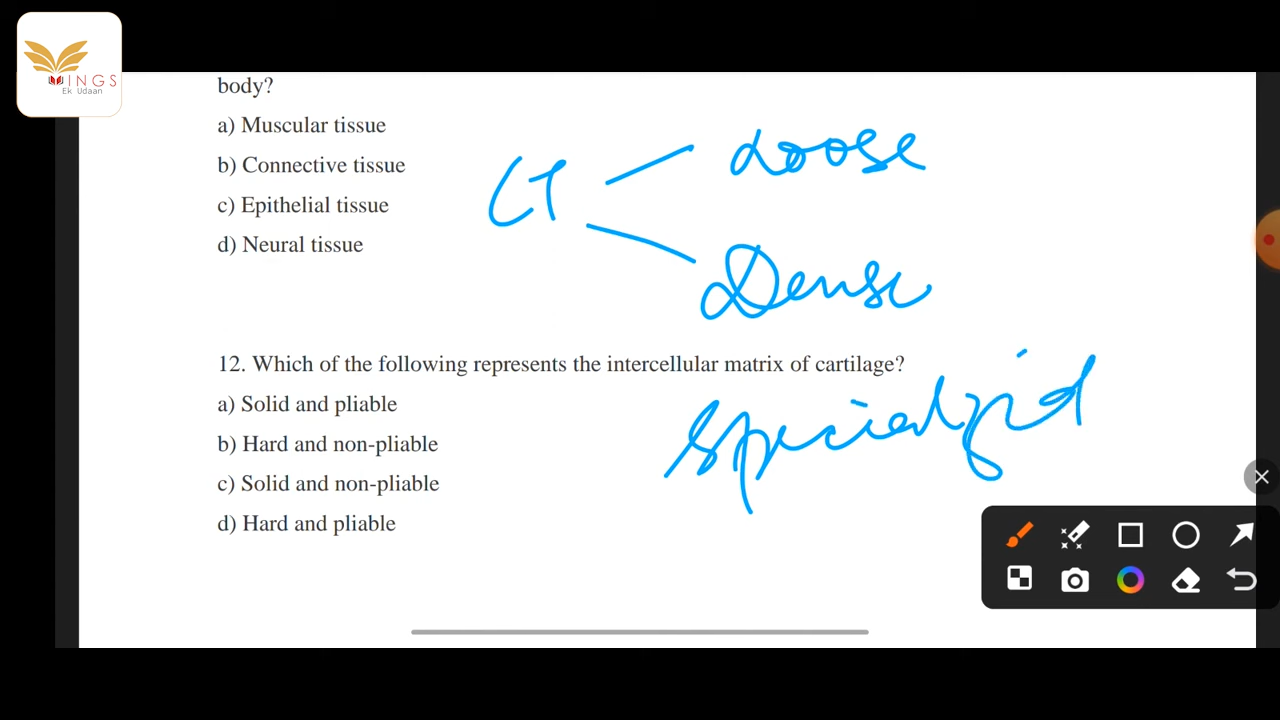 WINGS
Ek Udaan
body?
a) Muscular tissue
b) Connective tissue
c) Epithelial tissue
d) Neural tissue
CT
Loose
Dense
12. Which of the following represents the intercellular matrix of cartilage?
a) Solid and pliable
b) Hard and non-pliable
c) Solid and non-pliable
d) Hard and pliable
Specialized